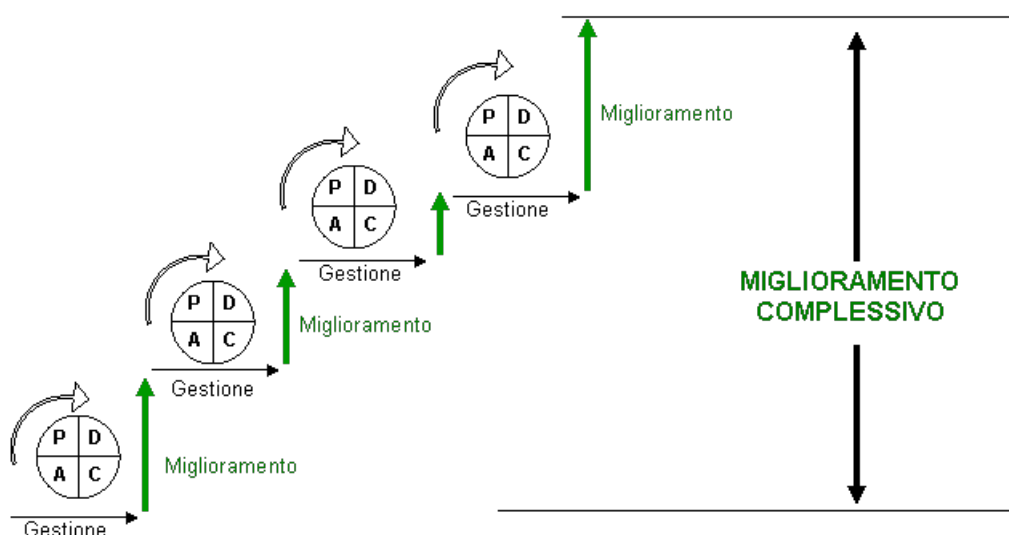 P D
Miglioramento
A C
Gestione
P D
A C
Gestione
MIGLIORAMENTO
COMPLESSIVO
P D
Miglioramento
A C
Gestione
P D
A C
Miglioramento
Gestione